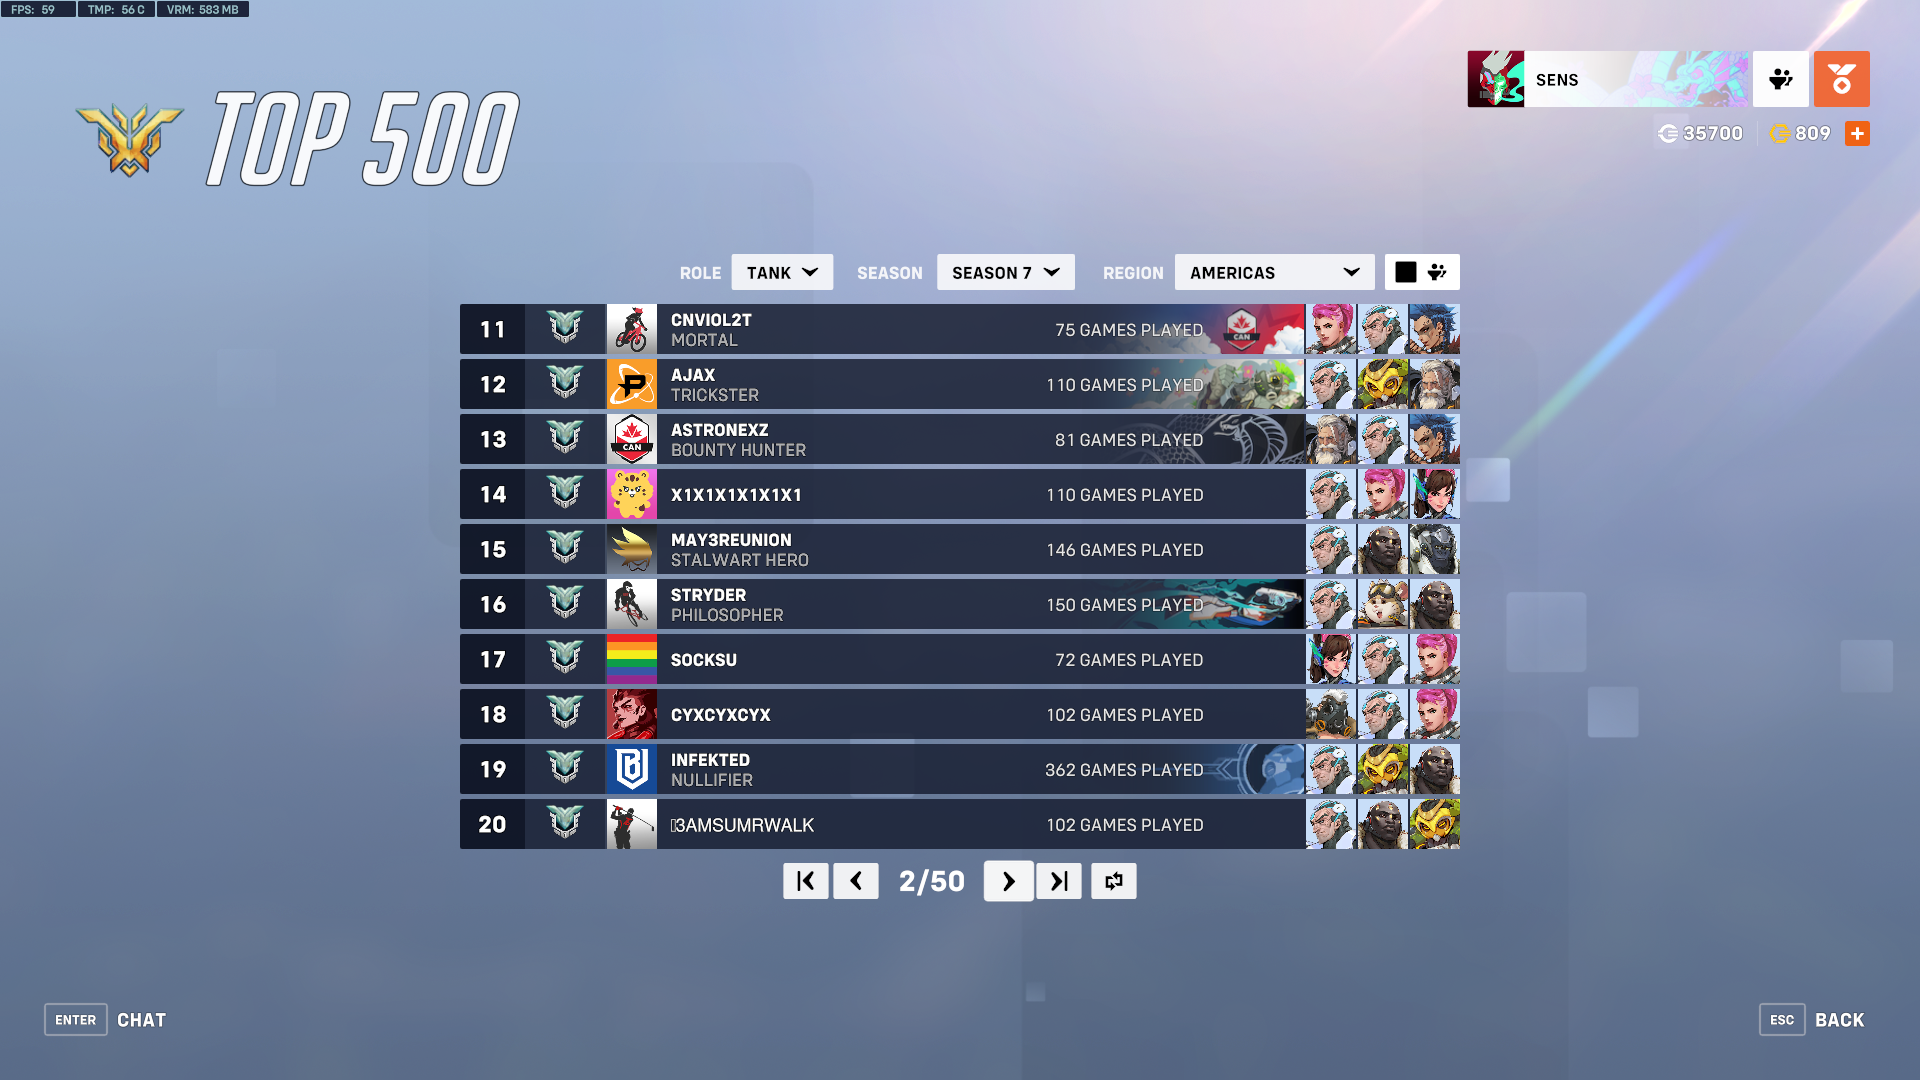 FPS: 59 TMP: 56 C VRM: 583 MB
TOP 500
SENS
35700 809
ROLE TANK SEASON SEASON 7 REGION AMERICAS
11 CNVIOL2T 75 GAMES PLAYED CAN
MORTAL
12 AJAX 110 GAMES PLAYED
TRICKSTER
13 CAN ASTRONEXZ 81 GAMES PLAYED
BOUNTY HUNTER
14 X1X1X1X1X1X1 110 GAMES PLAYED
15 MAY3REUNION 146 GAMES PLAYED
STALWART HERO
16 STRYDER 150 GAMES PLAYED
PHILOSOPHER
17 SOCKSU 72 GAMES PLAYED
18 CYXCYXCYX 102 GAMES PLAYED
19 INFEKTED 362 GAMES PLAYED
NULLIFIER
20 3AMSUMRWALK 102 GAMES PLAYED
2/50
ENTER CHAT
ESC BACK